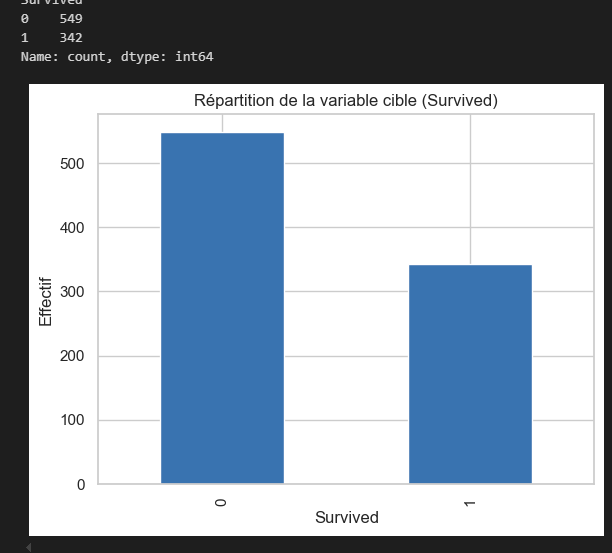 Survived
0    549
1    342
Name: count, dtype: int64
Répartition de la variable cible (Survived)
500
400
300
200
100
0
Effectif
0
1
Survived